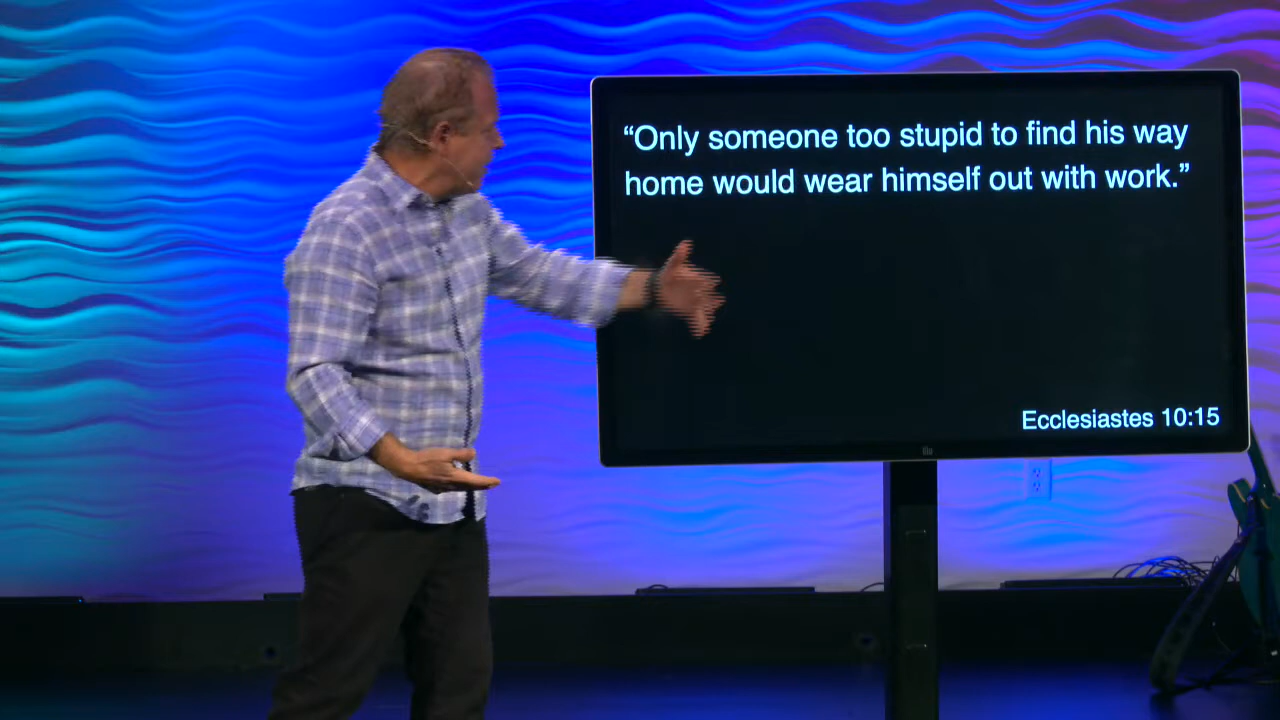 “Only someone too stupid to find his way
home would wear himself out with work.”
Ecclesiastes 10:15